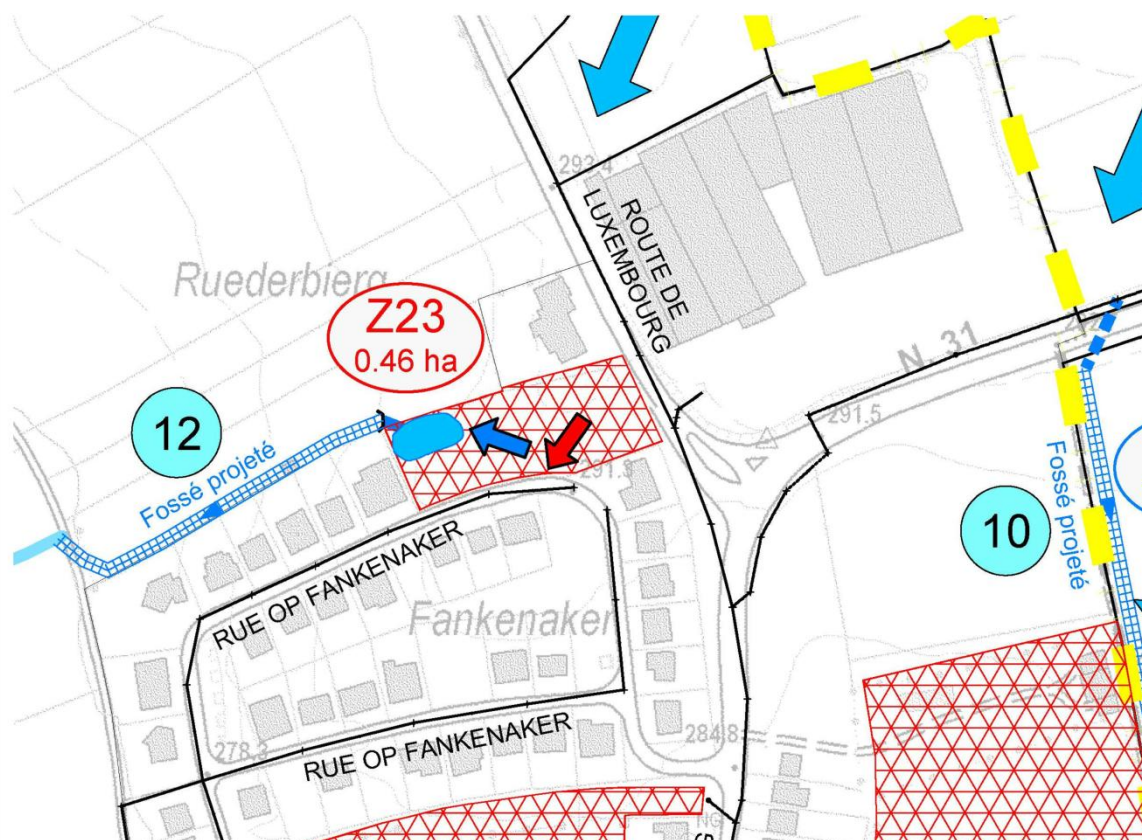 293.4
ROUTE DE
LUXEMBOURG
Ruederbierg
Z23
0.46 ha
N. 31
291.5
12
Fossé projeté
10
Fossé projeté
RUE OP FANKENAKER
Fankenaker
284.8
278.3
RUE OP FANKENAKER